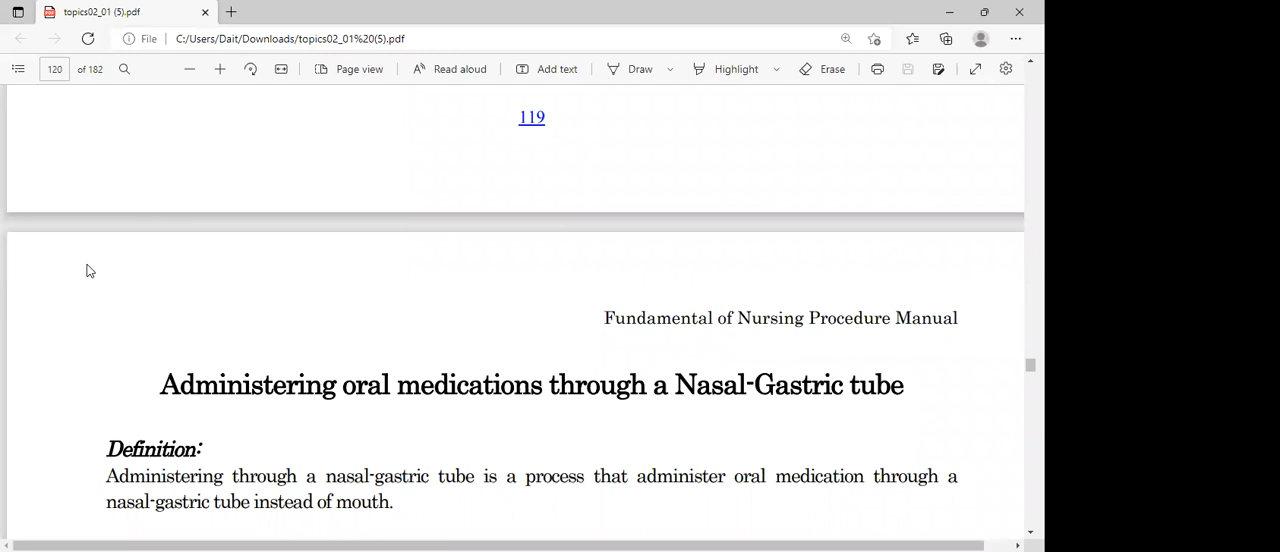 topics02_01 (5).pdf
File C:/Users/Dait/Downloads/topics02_01%20(5).pdf
120 of 182 Page view Read aloud Add text Draw Highlight Erase
119
Fundamental of Nursing Procedure Manual
Administering oral medications through a Nasal-Gastric tube
Definition:
Administering through a nasal-gastric tube is a process that administer oral medication through a
nasal-gastric tube instead of mouth.